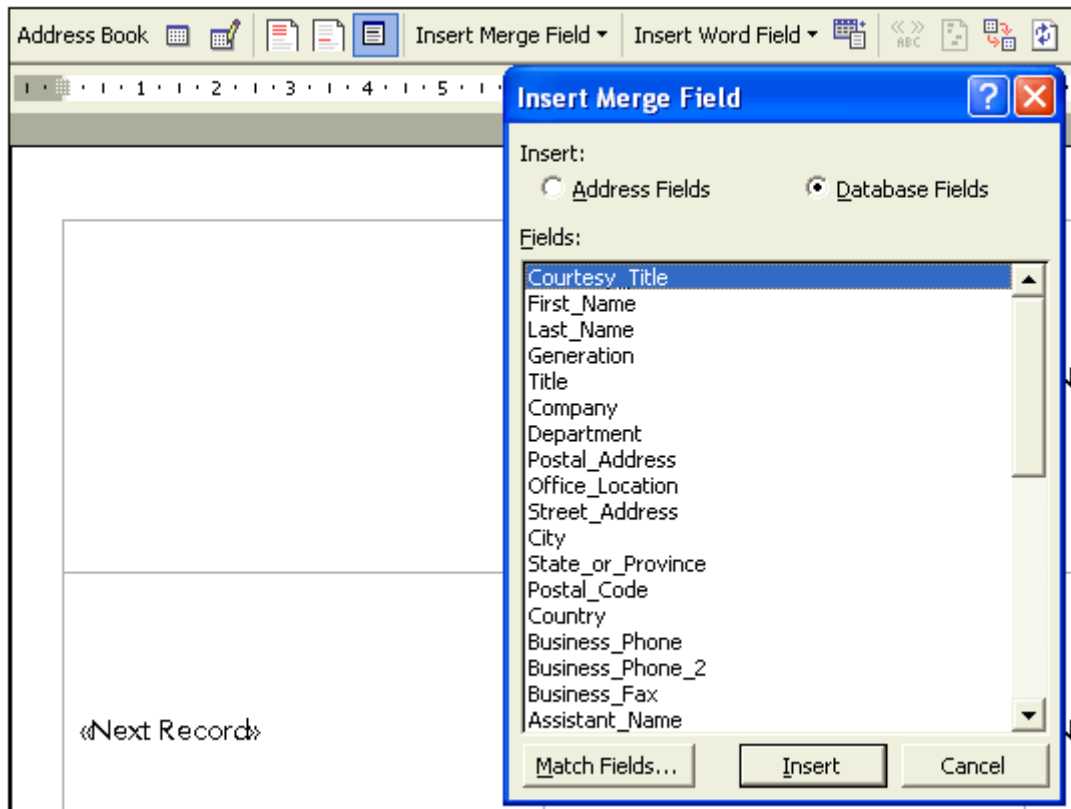 Address Book Insert Merge Field Insert Word Field « » ABC
1 2 3 4 5
Insert Merge Field
Insert:
Address Fields Database Fields
Fields:
Courtesy_Title
First_Name
Last_Name
Generation
Title
Company
Department
Postal_Address
Office_Location
Street_Address
City
State_or_Province
Postal_Code
Country
Business_Phone
Business_Phone_2
Business_Fax
Assistant_Name
«Next Record»
Match Fields... Insert Cancel